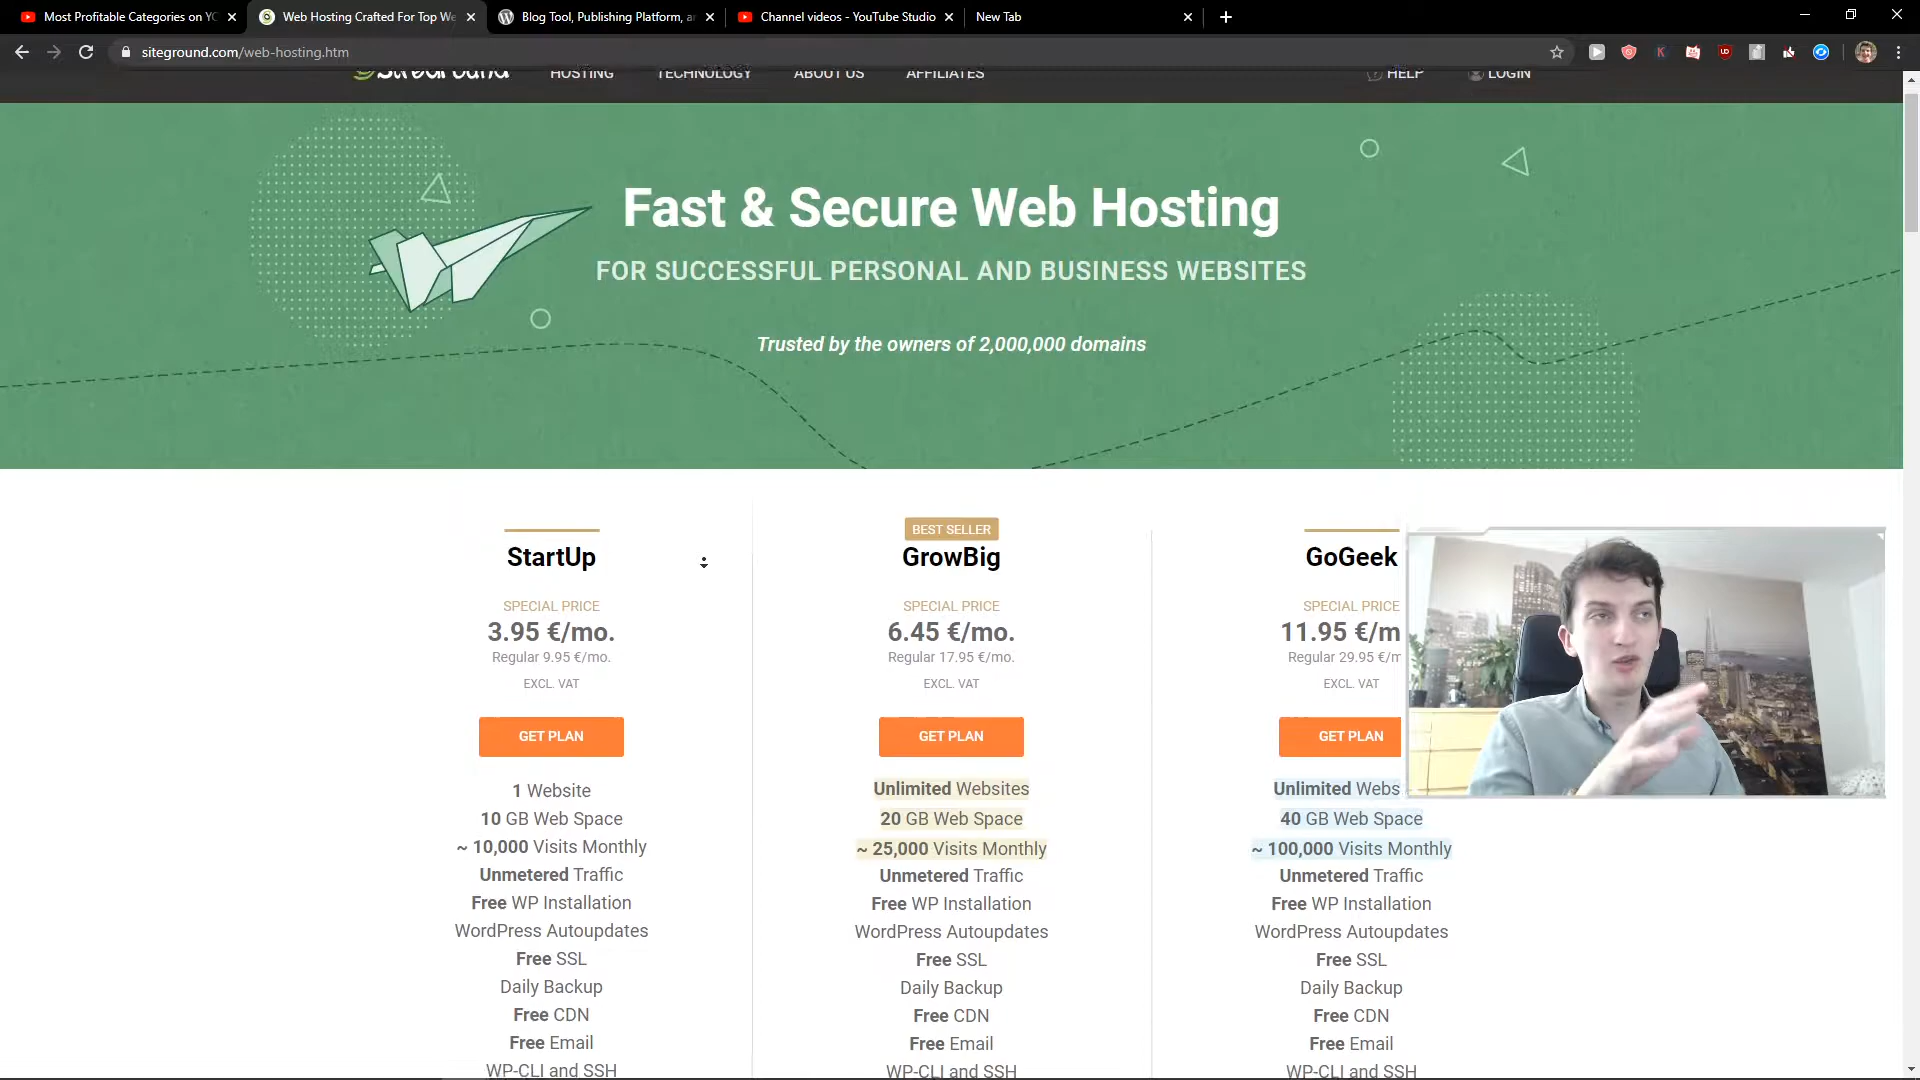 Most Profitable Categories on YO
Web Hosting Crafted For Top We
Blog Tool, Publishing Platform, a
Channel videos - YouTube Studio
New Tab
siteground.com/web-hosting.htm
SiteGround
HOSTING
TECHNOLOGY
ABOUT US
AFFILIATES
HELP
LOGIN
Fast & Secure Web Hosting
FOR SUCCESSFUL PERSONAL AND BUSINESS WEBSITES
Trusted by the owners of 2,000,000 domains
StartUp
SPECIAL PRICE
3.95 €/mo.
Regular 9.95 €/mo.
EXCL. VAT
GET PLAN
1 Website
10 GB Web Space
~ 10,000 Visits Monthly
Unmetered Traffic
Free WP Installation
WordPress Autoupdates
Free SSL
Daily Backup
Free CDN
Free Email
WP-CLI and SSH
BEST SELLER
GrowBig
SPECIAL PRICE
6.45 €/mo.
Regular 17.95 €/mo.
EXCL. VAT
GET PLAN
Unlimited Websites
20 GB Web Space
~ 25,000 Visits Monthly
Unmetered Traffic
Free WP Installation
WordPress Autoupdates
Free SSL
Daily Backup
Free CDN
Free Email
WP-CLI and SSH
GoGeek
SPECIAL PRICE
11.95 €/m
Regular 29.95 €/m
EXCL. VAT
GET PLAN
Unlimited Webs
40 GB Web Space
~ 100,000 Visits Monthly
Unmetered Traffic
Free WP Installation
WordPress Autoupdates
Free SSL
Daily Backup
Free CDN
Free Email
WP-CLI and SSH